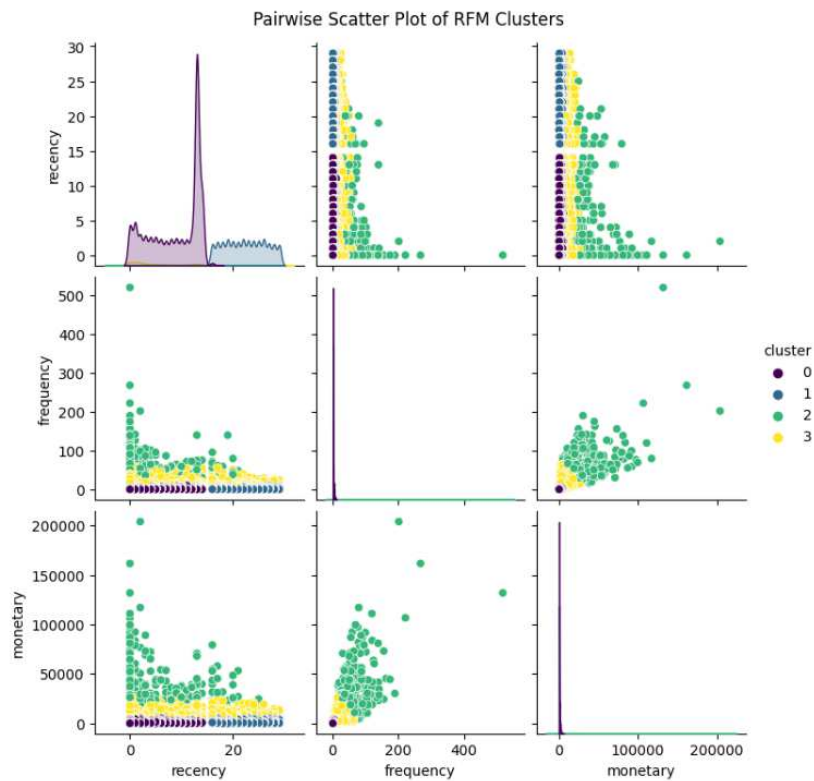 Pairwise Scatter Plot of RFM Clusters
30
25
20
15
10
5
0
recency
500
400
300
200
100
0
frequency
cluster
0
1
2
3
200000
150000
100000
50000
0
monetary
0 20
recency
0 200 400
frequency
0 100000 200000
monetary